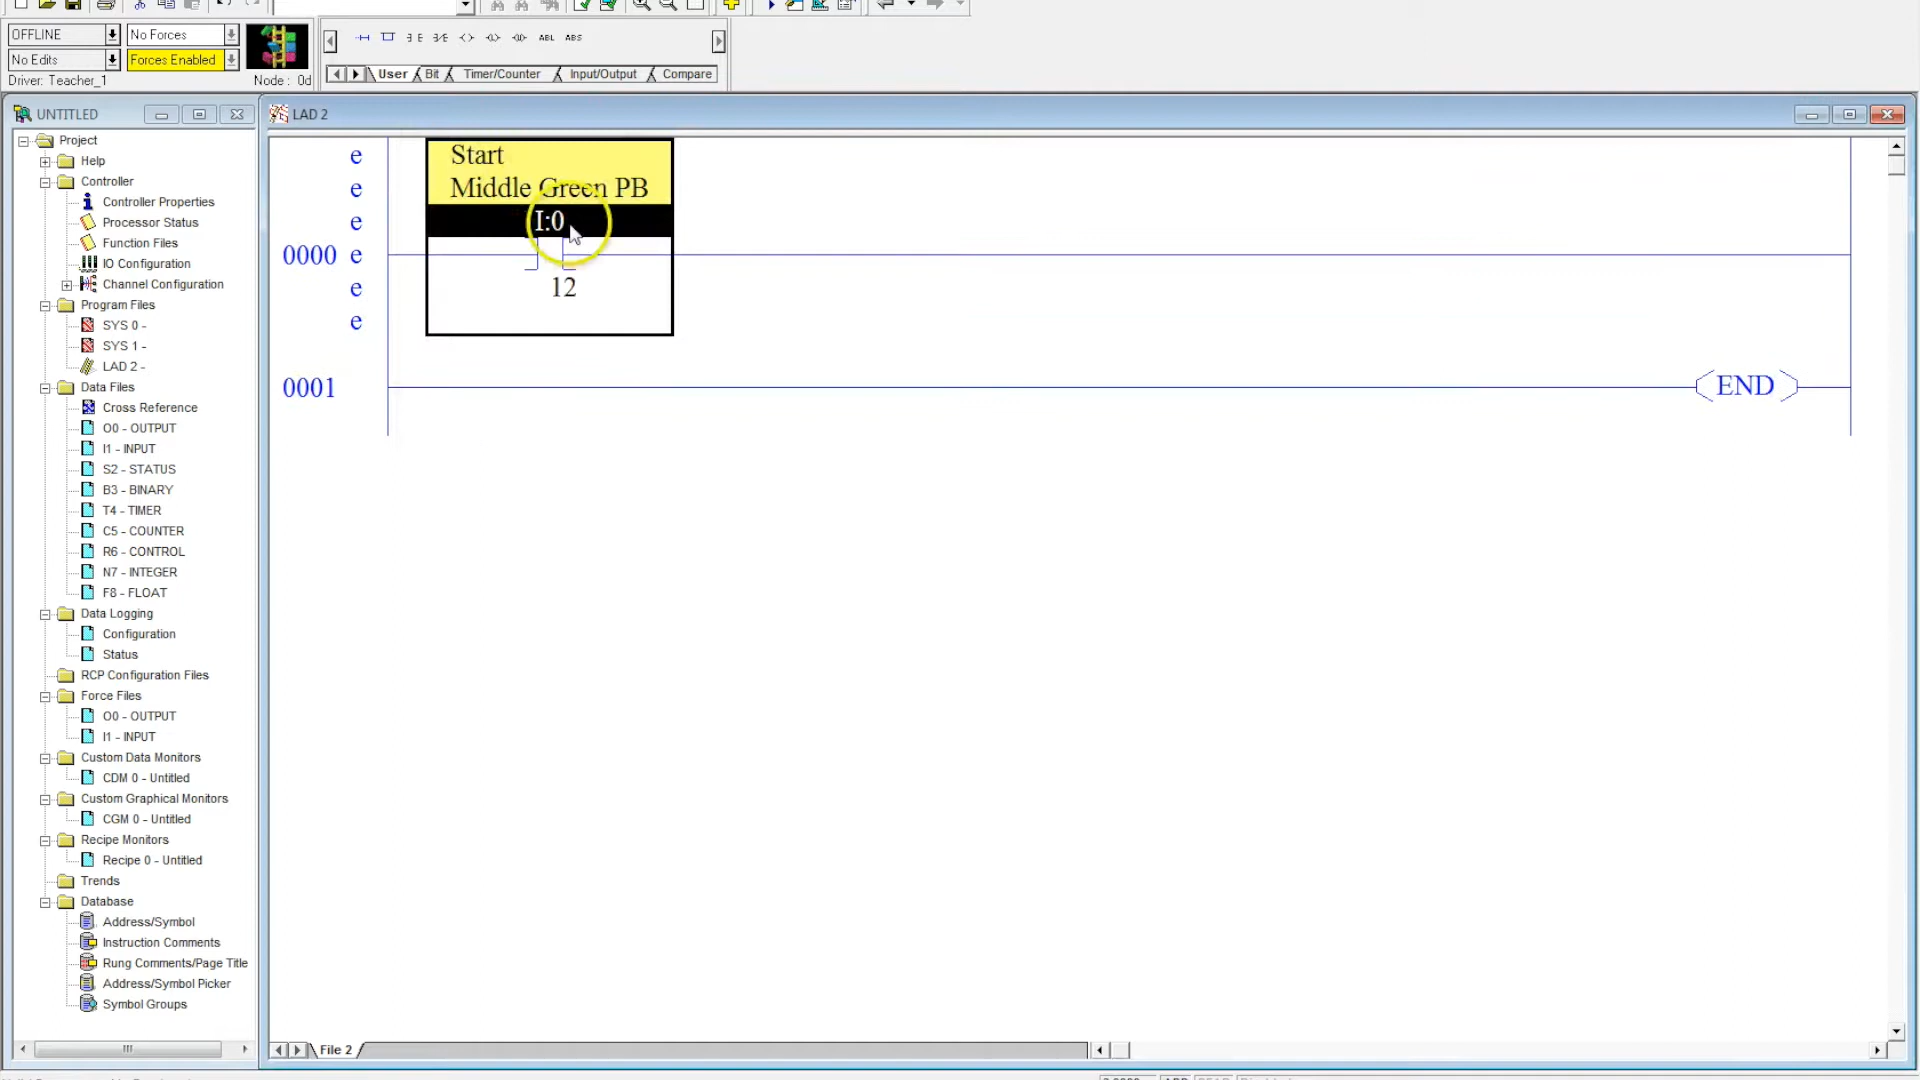 OFFLINE
No Forces
No Edits
Forces Enabled
Driver: Teacher_1
Node : 0d
ABL
ABS
User
Bit
Timer/Counter
Input/Output
Compare
UNTITLED
Project
Help
Controller
Controller Properties
Processor Status
Function Files
IO Configuration
Channel Configuration
Program Files
SYS 0 -
SYS 1 -
LAD 2 -
Data Files
Cross Reference
O0 - OUTPUT
I1 - INPUT
S2 - STATUS
B3 - BINARY
T4 - TIMER
C5 - COUNTER
R6 - CONTROL
N7 - INTEGER
F8 - FLOAT
Data Logging
Configuration
Status
RCP Configuration Files
Force Files
O0 - OUTPUT
I1 - INPUT
Custom Data Monitors
CDM 0 - Untitled
Custom Graphical Monitors
CGM 0 - Untitled
Recipe Monitors
Recipe 0 - Untitled
Trends
Database
Address/Symbol
Instruction Comments
Rung Comments/Page Title
Address/Symbol Picker
Symbol Groups
LAD 2
e
Start
e
Middle Green PB
e
I:0
0000 e
e
12
e
0001
END
File 2